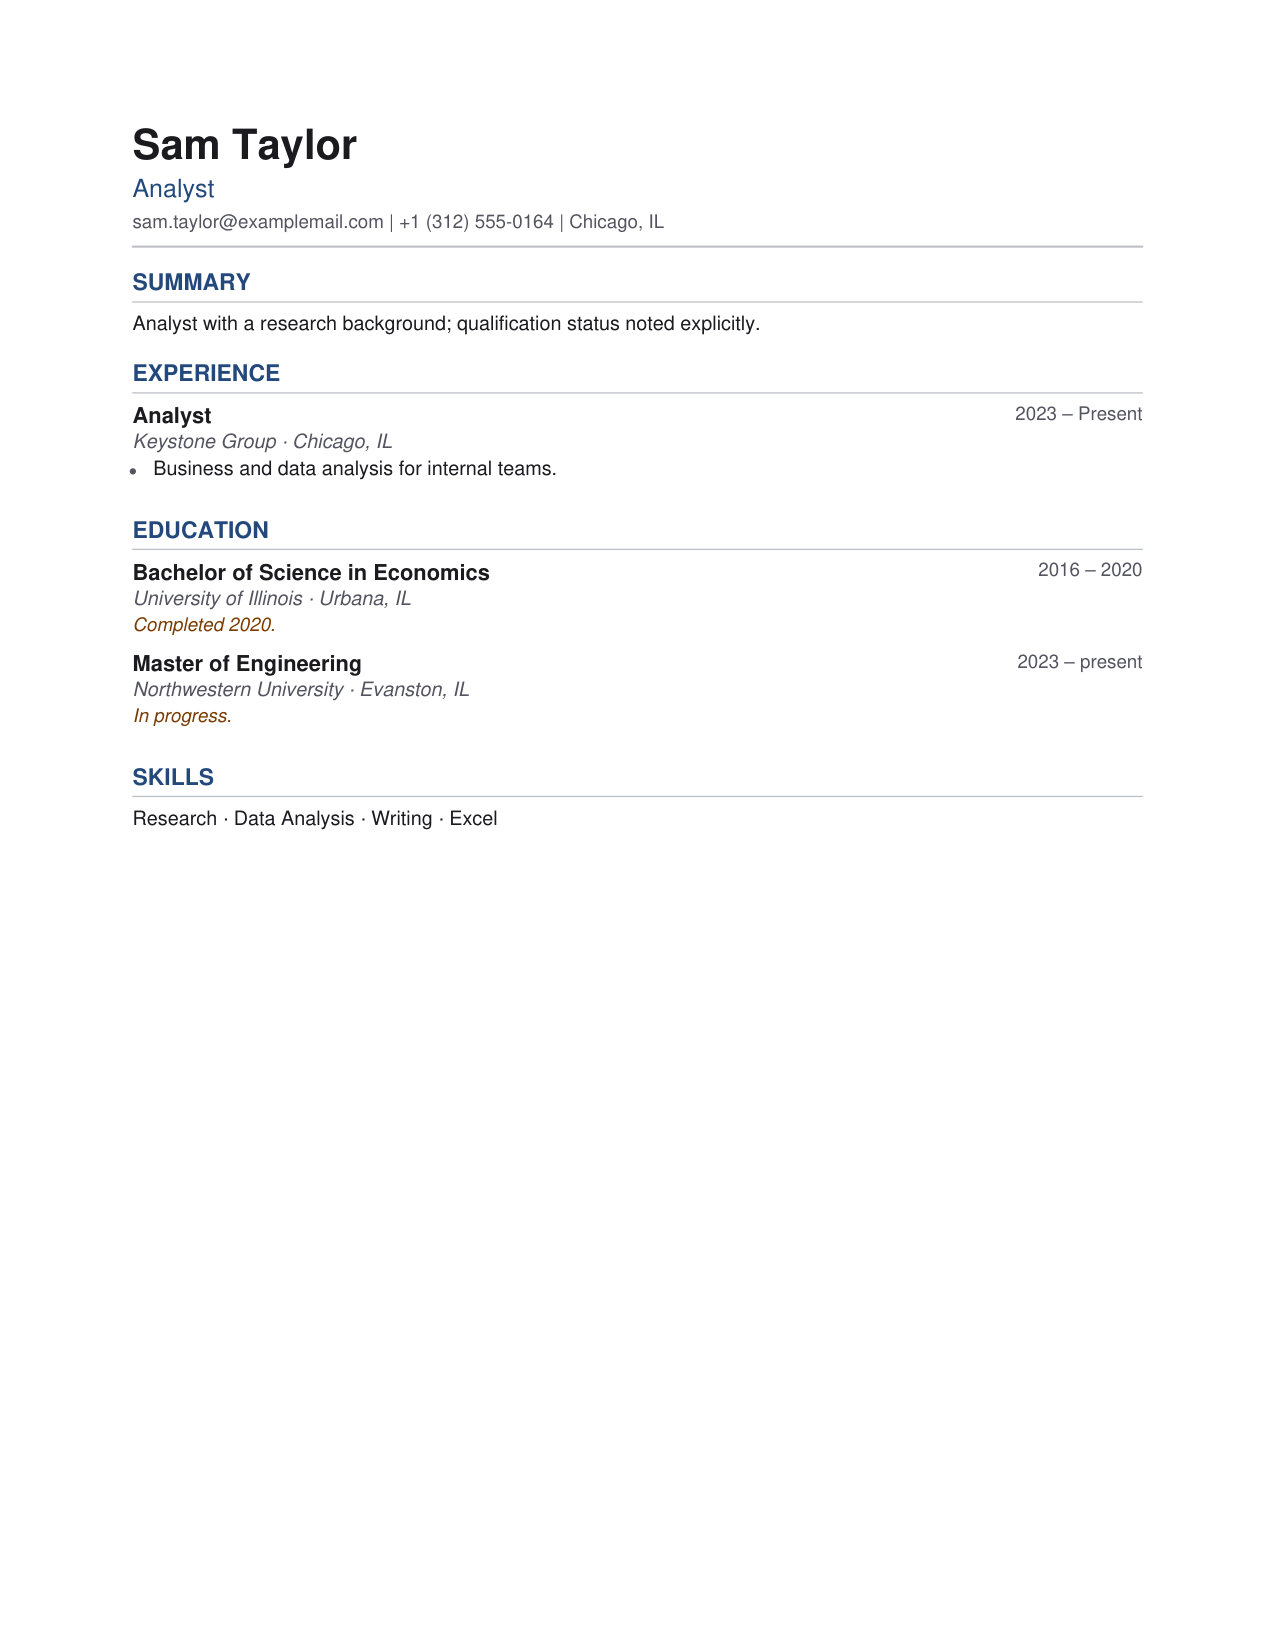 Sam Taylor
Analyst
sam.taylor@examplemail.com | +1 (312) 555-0164 | Chicago, IL
SUMMARY
Analyst with a research background; qualification status noted explicitly.
EXPERIENCE
Analyst 2023 – Present
Keystone Group · Chicago, IL
• Business and data analysis for internal teams.
EDUCATION
Bachelor of Science in Economics 2016 – 2020
University of Illinois · Urbana, IL
Completed 2020.
Master of Engineering 2023 – present
Northwestern University · Evanston, IL
In progress.
SKILLS
Research · Data Analysis · Writing · Excel